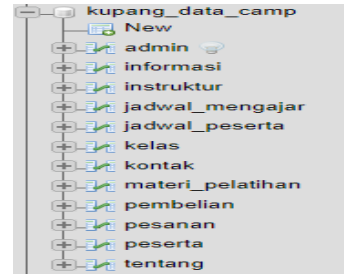 kupang_data_camp
New
admin
informasi
instruktur
jadwal_mengajar
jadwal_peserta
kelas
kontak
materi_pelatihan
pembelian
pesanan
peserta
tentang